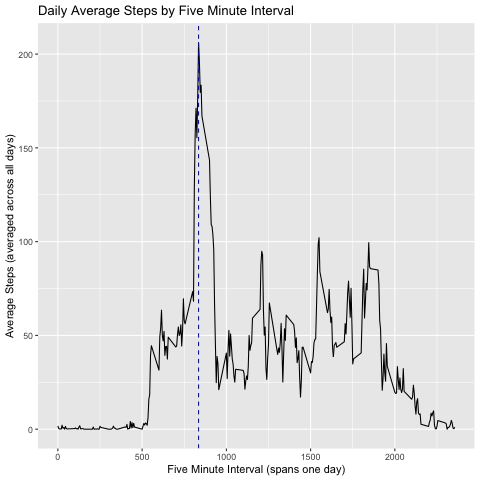 Daily Average Steps by Five Minute Interval
Average Steps (averaged across all days)
200
150
100
50
0
0 500 1000 1500 2000
Five Minute Interval (spans one day)